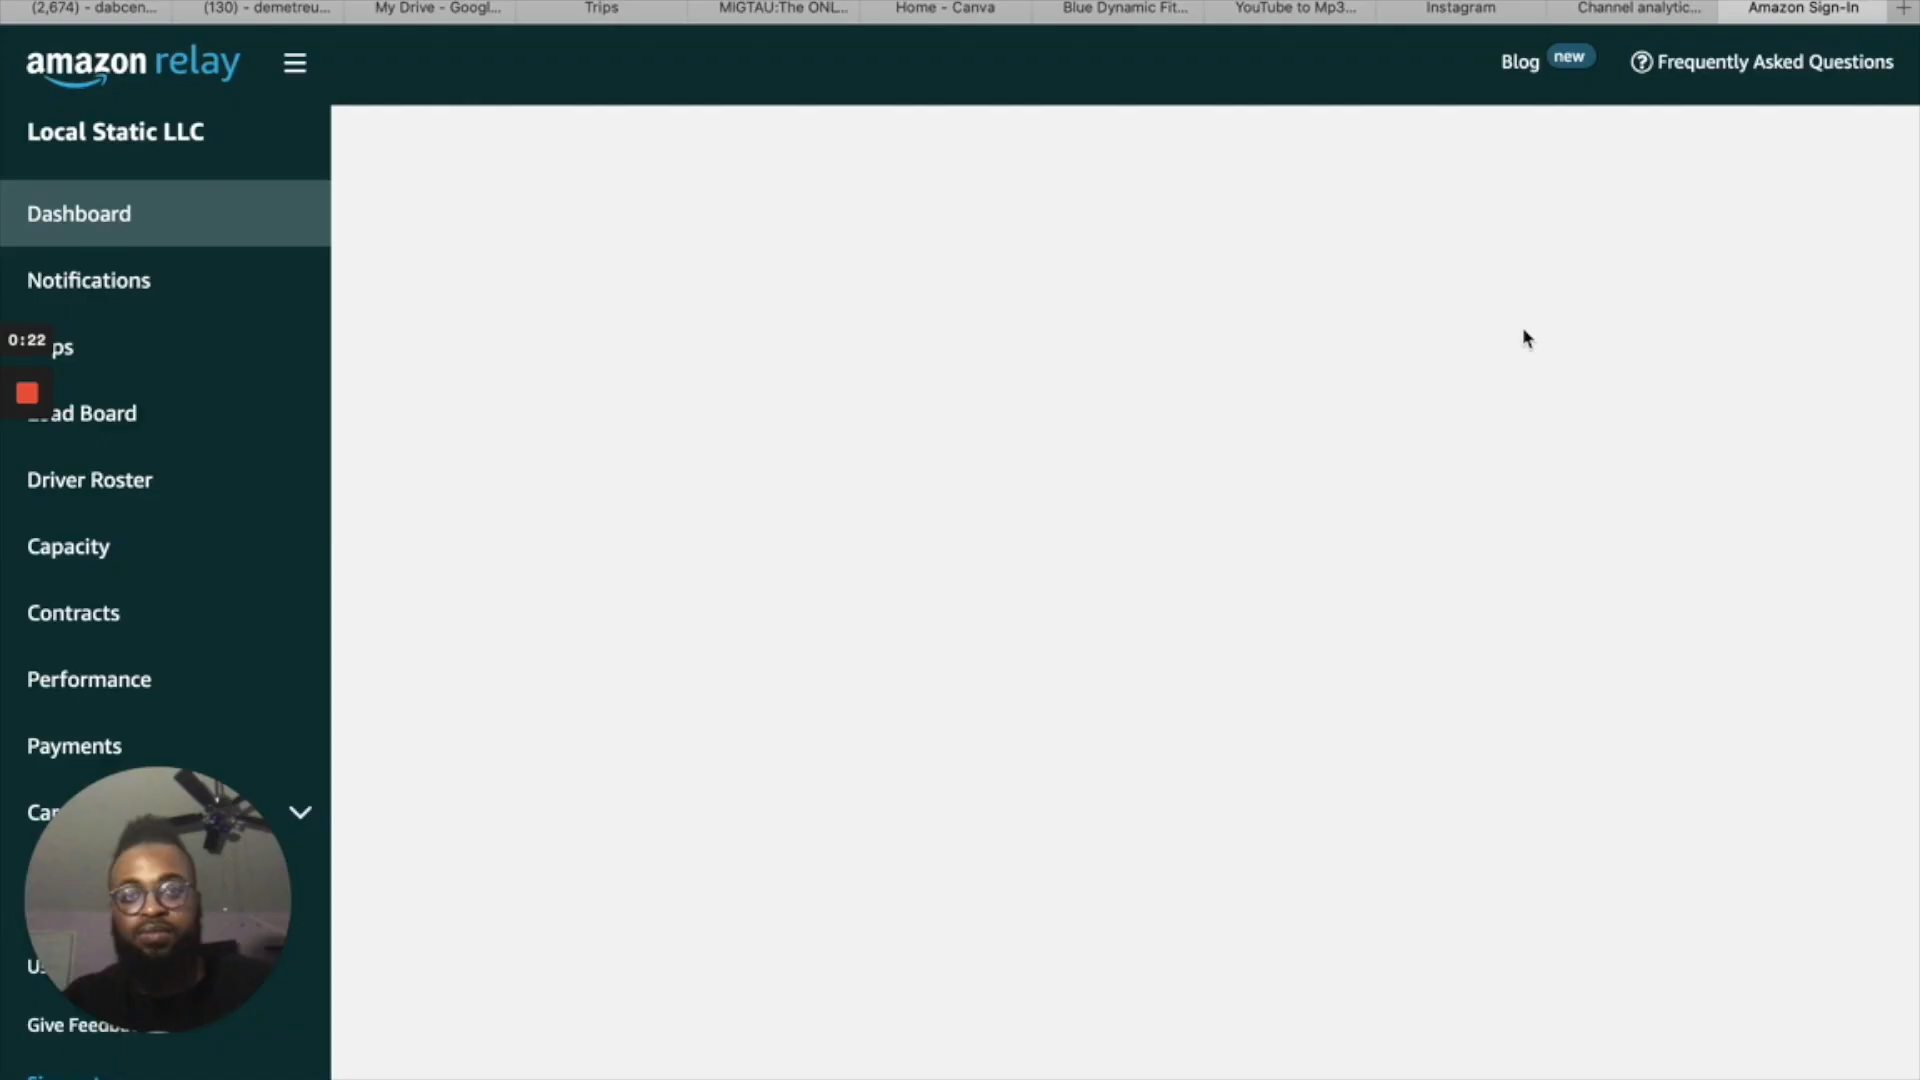 (2,674) - dabcen...
(130) - demetreu...
My Drive - Googl...
Trips
MIGTAU:The ONL...
Home - Canva
Blue Dynamic Fit...
YouTube to Mp3...
Instagram
Channel analytic...
Amazon Sign-In
amazon relay
Blog new
Frequently Asked Questions
Local Static LLC
Dashboard
Notifications
0:22
ps
ad Board
Driver Roster
Capacity
Contracts
Performance
Payments
Car
Us
Give Feedba